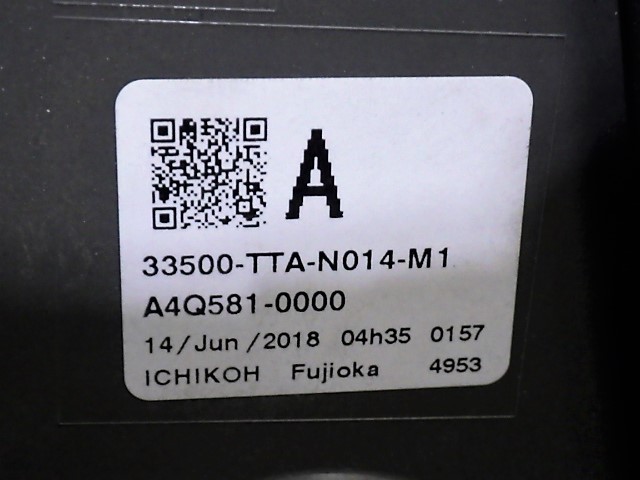 A
33500-TTA-N014-M1
A4Q581-0000
14/Jun/2018 04h35 0157
ICHIKOH Fujioka 4953